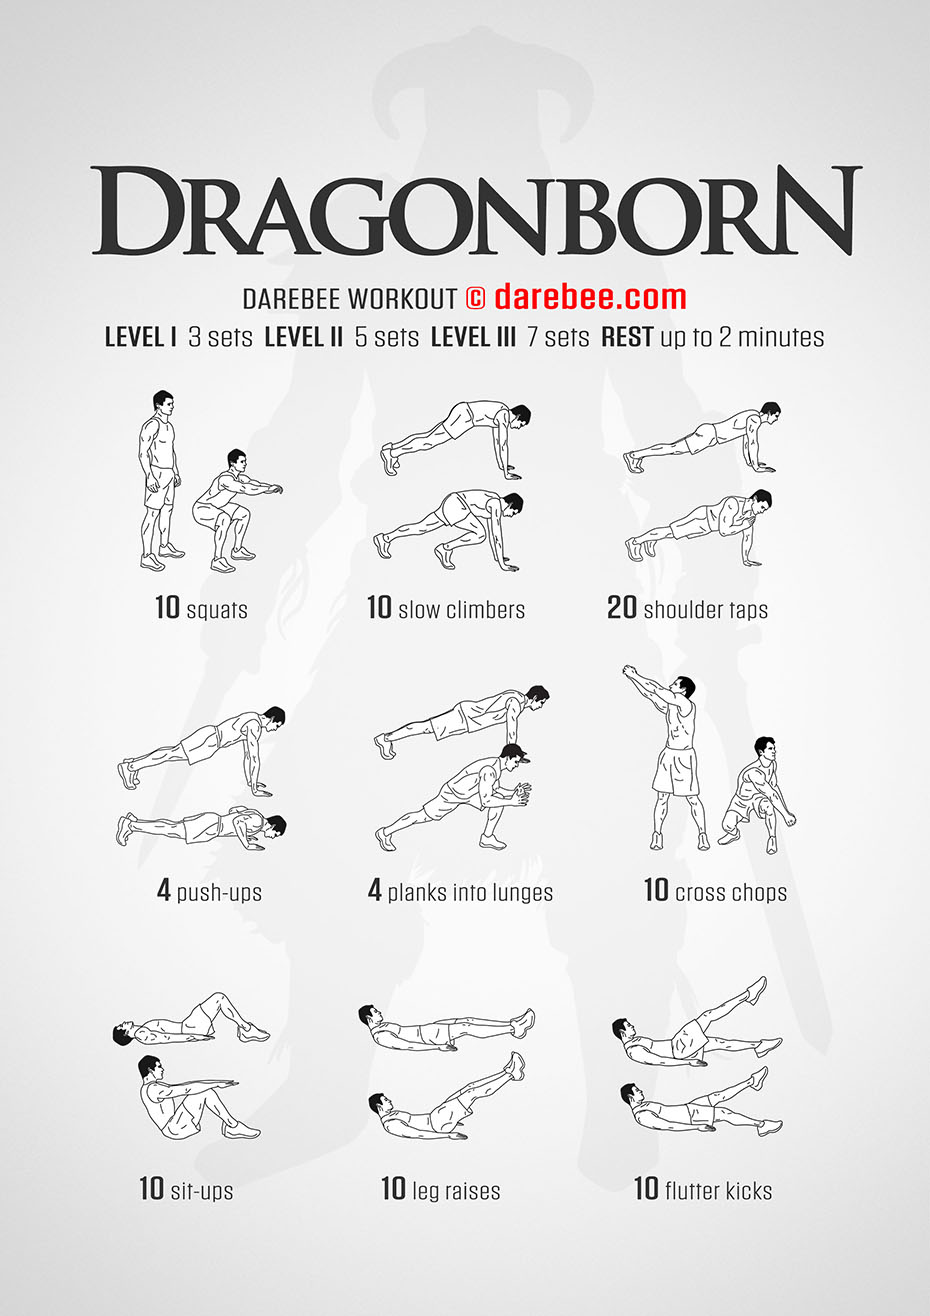 DRAGONBORN
DAREBEE WORKOUT © darebee.com
LEVEL I 3 sets LEVEL II 5 sets LEVEL III 7 sets REST up to 2 minutes
10 squats
10 slow climbers
20 shoulder taps
4 push-ups
4 planks into lunges
10 cross chops
10 sit-ups
10 leg raises
10 flutter kicks